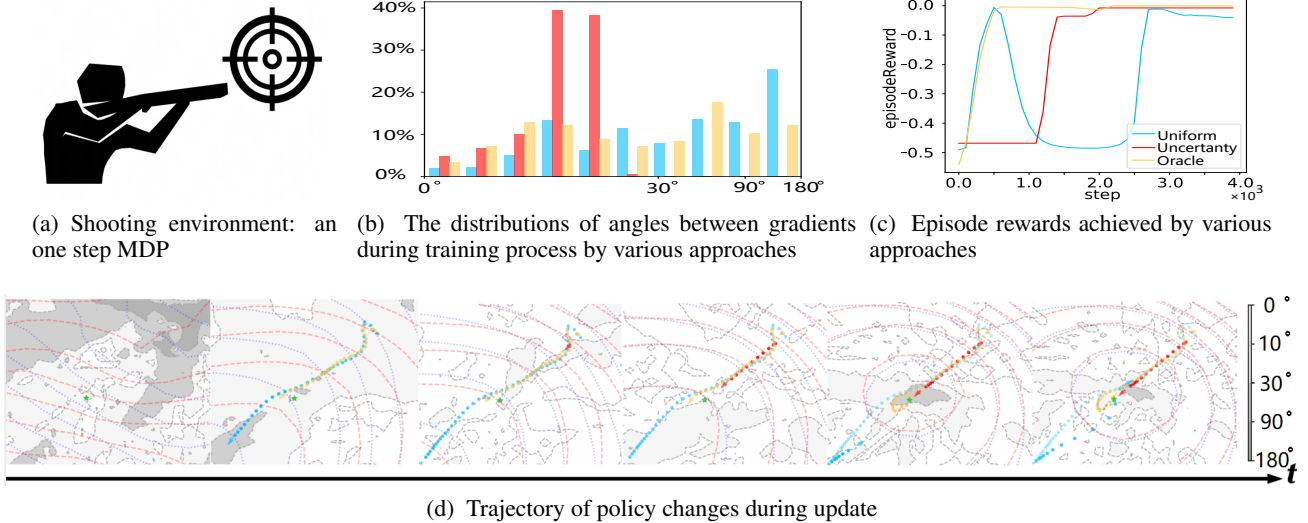 40%
30%
20%
10%
0%
0°
30°
90°
180°
episodeReward
0.0
−0.1
−0.2
−0.3
−0.4
−0.5
Uniform
Uncertanty
Oracle
0.0
1.0
2.0
3.0
4.0
step
×10³
(a) Shooting environment: an
one step MDP
(b) The distributions of angles between gradients
during training process by various approaches
(c) Episode rewards achieved by various
approaches
0°
10°
30°
90°
180°
t
(d) Trajectory of policy changes during update